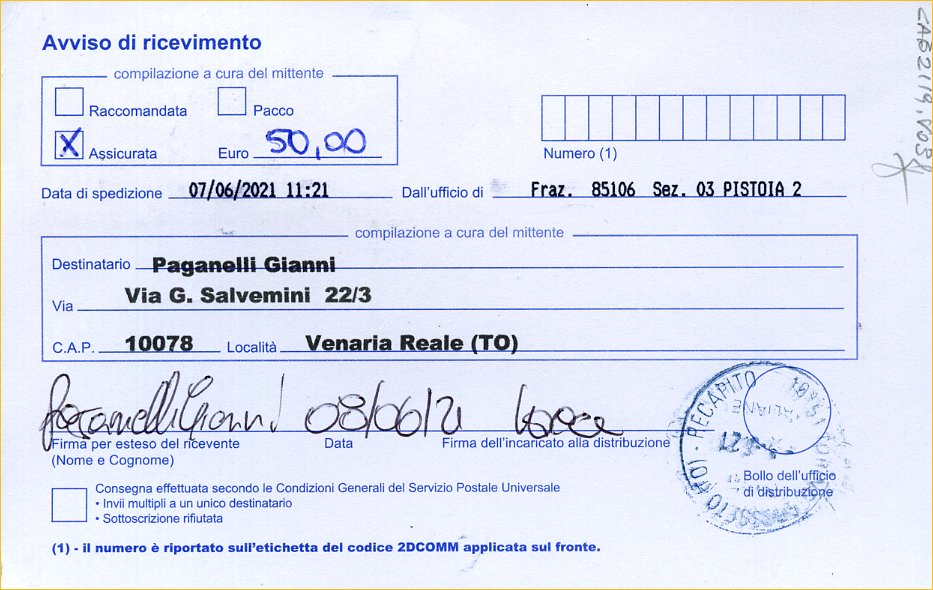 Avviso di ricevimento
compilazione a cura del mittente
Raccomandata Pacco
X Assicurata Euro 50,00
Numero (1)
Data di spedizione 07/06/2021 11:21 Dall'ufficio di Fraz. 85106 Sez. 03 PISTOIA 2
compilazione a cura del mittente
Destinatario Paganelli Gianni
Via Via G. Salvemini 22/3
C.A.P. 10078 Località Venaria Reale (TO)
Paganelli Gianni 08/06/21
Firma per esteso del ricevente Data Firma dell'incaricato alla distribuzione
(Nome e Cognome)
RECAPITO
Bollo dell'ufficio
di distribuzione
Consegna effettuata secondo le Condizioni Generali del Servizio Postale Universale
• Invii multipli a un unico destinatario
• Sottoscrizione rifiutata
(1) - il numero è riportato sull'etichetta del codice 2DCOMM applicata sul fronte.